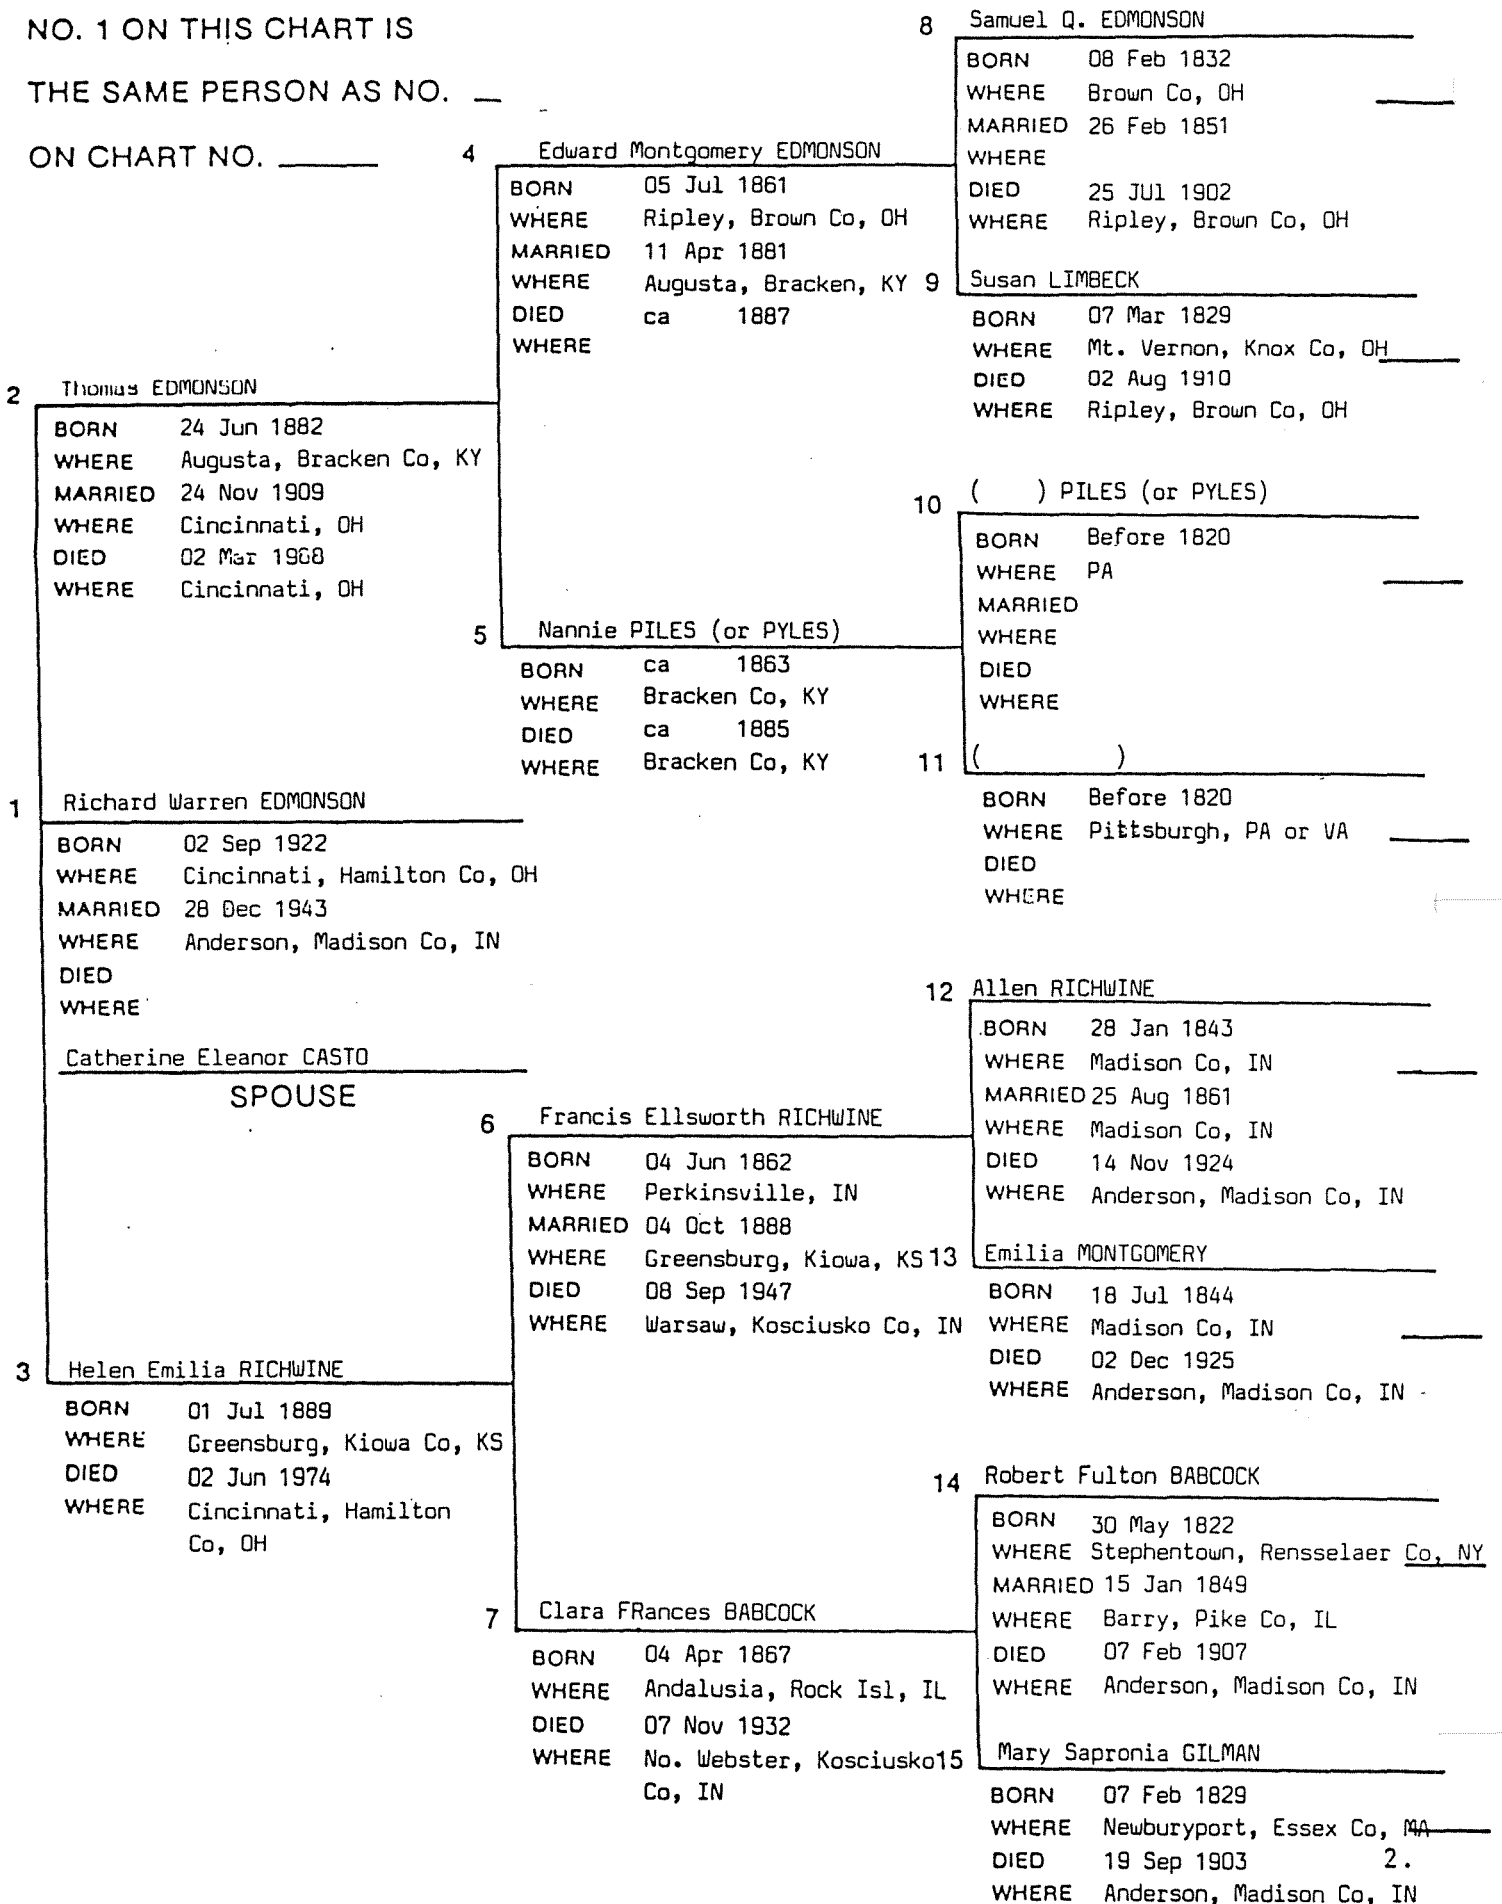 NO. 1 ON THIS CHART IS
THE SAME PERSON AS NO.
ON CHART NO.
8 Samuel Q. EDMONSON
BORN 08 Feb 1832
WHERE Brown Co, OH
MARRIED 26 Feb 1851
WHERE
DIED 25 JUl 1902
WHERE Ripley, Brown Co, OH
4 Edward Montgomery EDMONSON
BORN 05 Jul 1861
WHERE Ripley, Brown Co, OH
MARRIED 11 Apr 1881
WHERE Augusta, Bracken, KY
DIED ca 1887
WHERE
9 Susan LIMBECK
BORN 07 Mar 1829
WHERE Mt. Vernon, Knox Co, OH
DIED 02 Aug 1910
WHERE Ripley, Brown Co, OH
2 Thomas EDMONSON
BORN 24 Jun 1882
WHERE Augusta, Bracken Co, KY
MARRIED 24 Nov 1909
WHERE Cincinnati, OH
DIED 02 Mar
WHERE Cincinnati, OH
10 ( ) PILES (or PYLES)
BORN Before 1820
WHERE PA
MARRIED
WHERE
DIED
WHERE
5 Nannie PILES (or PYLES)
BORN ca 1863
WHERE Bracken Co, KY
DIED ca 1885
WHERE Bracken Co, KY
11 ( )
BORN Before 1820
WHERE Pittsburgh, PA or VA
DIED
WHERE
1 Richard Warren EDMONSON
BORN 02 Sep 1922
WHERE Cincinnati, Hamilton Co, OH
MARRIED 28 Dec 1943
WHERE Anderson, Madison Co, IN
DIED
WHERE
Catherine Eleanor CASTO
SPOUSE
12 Allen RICHWINE
BORN 28 Jan 1843
WHERE Madison Co, IN
MARRIED 25 Aug 1861
WHERE Madison Co, IN
DIED 14 Nov 1924
WHERE Anderson, Madison Co, IN
6 Francis Ellsworth RICHWINE
BORN 04 Jun 1862
WHERE Perkinsville, IN
MARRIED 04 Oct 1888
WHERE Greensburg, Kiowa, KS
DIED 08 Sep 1947
WHERE Warsaw, Kosciusko Co, IN
13 Emilia MONTGOMERY
BORN 18 Jul 1844
WHERE Madison Co, IN
DIED 02 Dec 1925
WHERE Anderson, Madison Co, IN
3 Helen Emilia RICHWINE
BORN 01 Jul 1889
WHERE Greensburg, Kiowa Co, KS
DIED 02 Jun 1974
WHERE Cincinnati, Hamilton
Co, OH
14 Robert Fulton BABCOCK
BORN 30 May 1822
WHERE Stephentown, Rensselaer Co, NY
MARRIED 15 Jan 1849
WHERE Barry, Pike Co, IL
DIED 07 Feb 1907
WHERE Anderson, Madison Co, IN
7 Clara FRances BABCOCK
BORN 04 Apr 1867
WHERE Andalusia, Rock Isl, IL
DIED 07 Nov 1932
WHERE No. Webster, Kosciusko
Co, IN
15 Mary Sapronia GILMAN
BORN 07 Feb 1829
WHERE Newburyport, Essex Co, MA
DIED 19 Sep 1903
2.
WHERE Anderson, Madison Co, IN